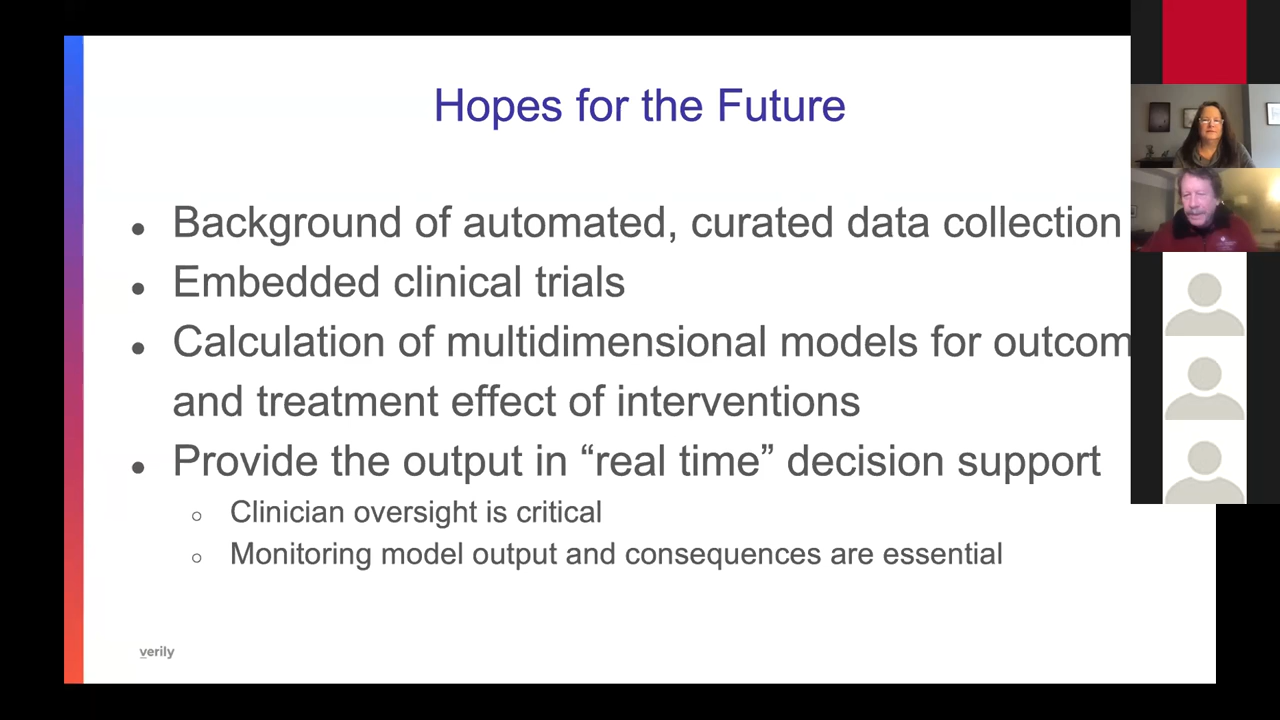 Hopes for the Future
● Background of automated, curated data collection
● Embedded clinical trials
● Calculation of multidimensional models for outcom
and treatment effect of interventions
● Provide the output in “real time” decision support
○ Clinician oversight is critical
○ Monitoring model output and consequences are essential
verily